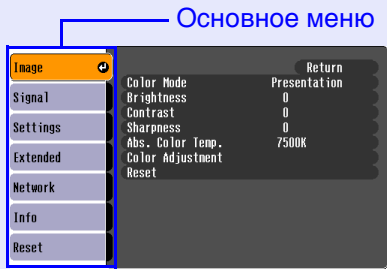 Основное меню
Image
Signal
Settings
Extended
Network
Info
Reset
Return
Color Mode Presentation
Brightness 0
Contrast 0
Sharpness 0
Abs. Color Temp. 7500K
Color Adjustment
Reset